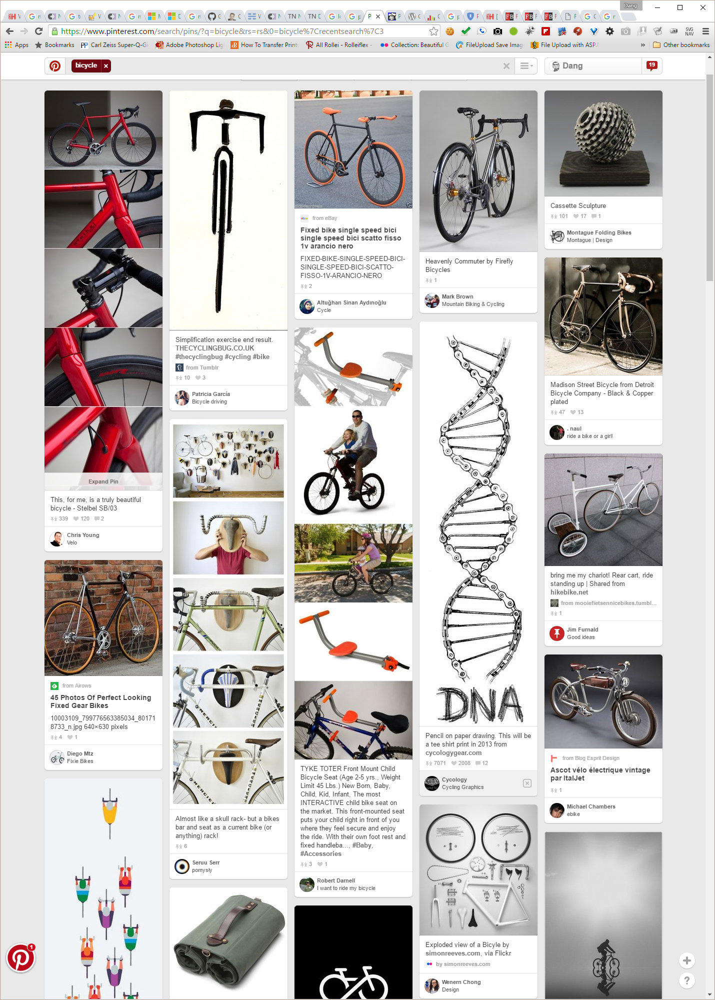 Dang
https://www.pinterest.com/search/pins/?q=bicycle&rs=rs&0=bicycle%7Crecentsearch%7C3
SVG NAV
Apps
Bookmarks
Carl Zeiss Super-Q-Gi
Adobe Photoshop Lig
How To Transfer Print
All Rollei - Rolleiflex -
Collection: Beautiful
FileUpload Save Imag
File Upload with ASP.
» Other bookmarks
bicycle
Dang
19
Expand Pin
This, for me, is a truly beautiful
bicycle - Stelbel SB/03
339 120 2
Chris Young
Velo
from Airows
45 Photos Of Perfect Looking
Fixed Gear Bikes
10003109_799776563385034_80171
8733_n.jpg 640×630 pixels
4 1
Diego Mtz
Fixie Bikes
Simplification exercise end result.
THECYCLINGBUG.CO.UK
#thecyclingbug #cycling #bike
from Tumblr
10 3
Patricia García
Bicycle driving
MERCIER
Almost like a skull rack- but a bikes
bar and seat as a current bike (or
anything) rack!
6
Seruu Serr
pomysły
ebay
from eBay
Fixed bike single speed bici
single speed bici scatto fisso
1v arancio nero
FIXED-BIKE-SINGLE-SPEED-BICI-
SINGLE-SPEED-BICI-SCATTO-
FISSO-1V-ARANCIO-NERO
2
Altuğhan Sinan Aydınoğlu
Cycle
TYKE TOTER Front Mount Child
Bicycle Seat (Age 2-5 yrs., Weight
Limit 45 Lbs.) New Born, Baby,
Child, Kid, Infant, The most
INTERACTIVE child bike seat on
the market. This front-mounted seat
puts your child right in front of you
where they feel secure and enjoy
the ride. With their own foot rest and
fixed handleba..., #Baby,
#Accessories
3 1
Robert Darnell
I want to ride my bicycle
Heavenly Commuter by Firefly
Bicycles
1
Mark Brown
Mountain Biking & Cycling
DNA
Pencil on paper drawing. This will be
a tee shirt print in 2013 from
cycologygear.com
7071 2008 12
Cycology
Cycling Graphics
Exploded view of a Bicyle by
simonreeves.com, via Flickr
by simonreeves.com
Wenern Chong
Design
Cassette Sculpture
101 17 1
Montague Folding Bikes
Montague | Design
Madison Street Bicycle from Detroit
Bicycle Company - Black & Copper
plated
47 13
. naul
ride a bike or a girl!
bring me my chariot! Rear cart, ride
standing up | Shared from
hikebike.net
from mooiefietsennicebikes.tumbl...
1
Jim Furnald
Good ideas
from Blog Esprit Design
Ascot vélo électrique vintage
par ItalJet
1
Michael Chambers
ebike
1
+
?